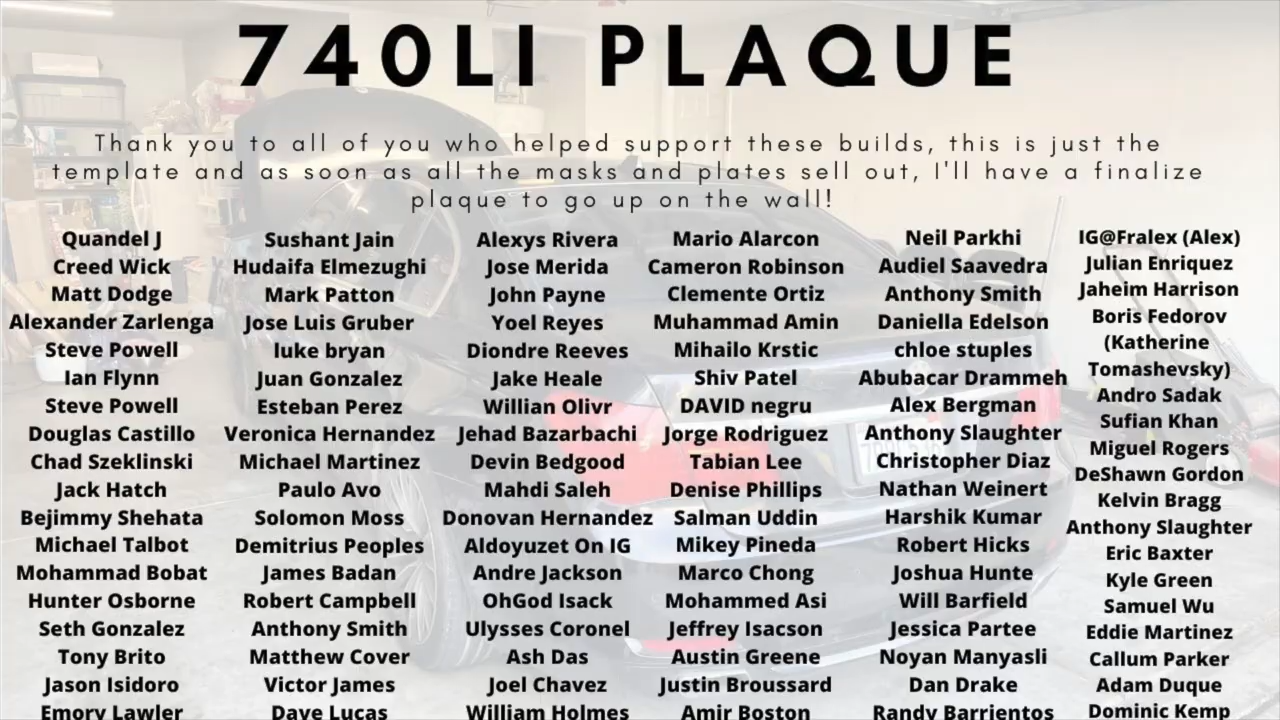 740LI PLAQUE
Thank you to all of you who helped support these builds, this is just the
template and as soon as all the masks and plates sell out, I'll have a finalize
plaque to go up on the wall!
Quandel J
Creed Wick
Matt Dodge
Alexander Zarlenga
Steve Powell
Ian Flynn
Steve Powell
Douglas Castillo
Chad Szeklinski
Jack Hatch
Bejimmy Shehata
Michael Talbot
Mohammad Bobat
Hunter Osborne
Seth Gonzalez
Tony Brito
Jason Isidoro
Emory Lawler
Sushant Jain
Hudaifa Elmezughi
Mark Patton
Jose Luis Gruber
luke bryan
Juan Gonzalez
Esteban Perez
Veronica Hernandez
Michael Martinez
Paulo Avo
Solomon Moss
Demitrius Peoples
James Badan
Robert Campbell
Anthony Smith
Matthew Cover
Victor James
Dave Lucas
Alexys Rivera
Jose Merida
John Payne
Yoel Reyes
Diondre Reeves
Jake Heale
Willian Olivr
Jehad Bazarbachi
Devin Bedgood
Mahdi Saleh
Donovan Hernandez
Aldoyuzet On IG
Andre Jackson
OhGod Isack
Ulysses Coronel
Ash Das
Joel Chavez
William Holmes
Mario Alarcon
Cameron Robinson
Clemente Ortiz
Muhammad Amin
Mihailo Krstic
Shiv Patel
DAVID negru
Jorge Rodriguez
Tabian Lee
Denise Phillips
Salman Uddin
Mikey Pineda
Marco Chong
Mohammed Asi
Jeffrey Isacson
Austin Greene
Justin Broussard
Amir Boston
Neil Parkhi
Audiel Saavedra
Anthony Smith
Daniella Edelson
chloe stuples
Abubacar Drammeh
Alex Bergman
Anthony Slaughter
Christopher Diaz
Nathan Weinert
Harshik Kumar
Robert Hicks
Joshua Hunte
Will Barfield
Jessica Partee
Noyan Manyasli
Dan Drake
Randy Barrientos
IG@Fralex (Alex)
Julian Enriquez
Jaheim Harrison
Boris Fedorov
(Katherine
Tomashevsky)
Andro Sadak
Sufian Khan
Miguel Rogers
DeShawn Gordon
Kelvin Bragg
Anthony Slaughter
Eric Baxter
Kyle Green
Samuel Wu
Eddie Martinez
Callum Parker
Adam Duque
Dominic Kemp